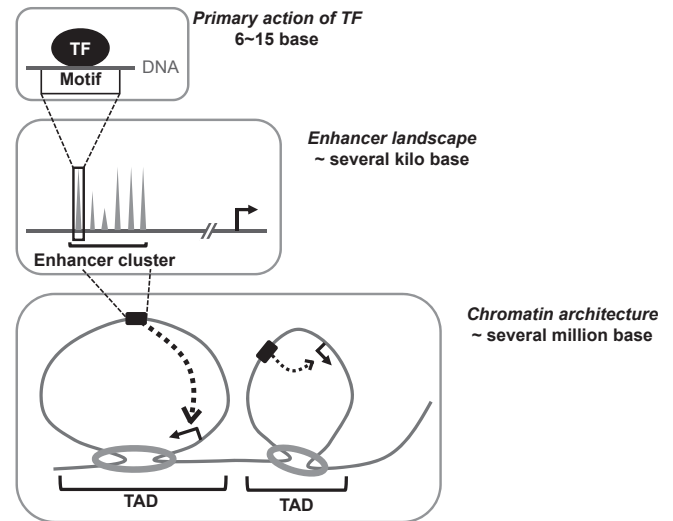 Primary action of TF
6~15 base
TF
DNA
Motif
Enhancer landscape
~ several kilo base
Enhancer cluster
Chromatin architecture
~ several million base
TAD
TAD